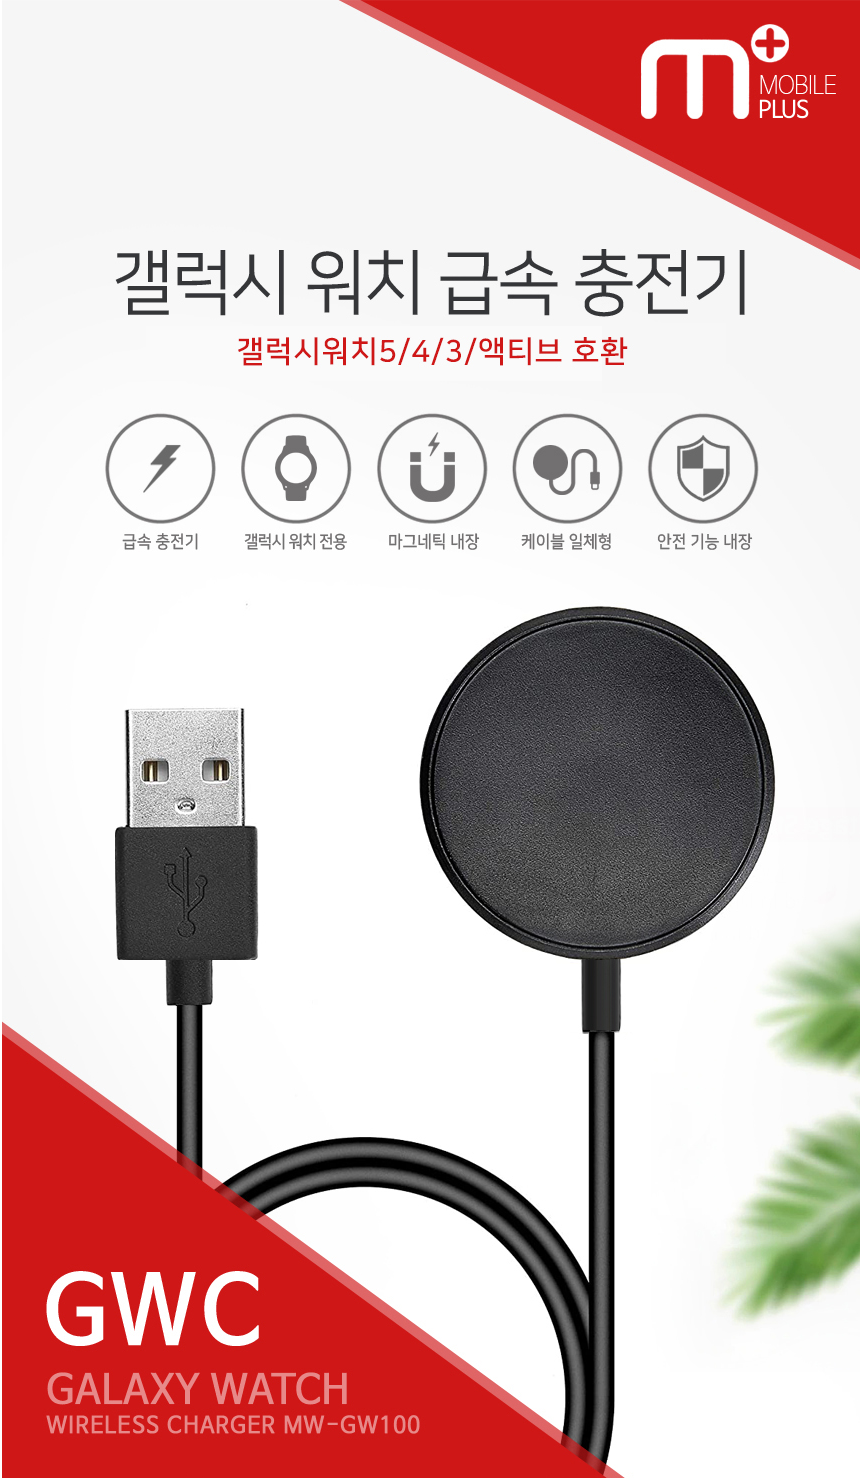 m+
MOBILE
PLUS
갤럭시 워치 급속 충전기
갤럭시워치5/4/3/액티브 호환
급속 충전기
갤럭시 워치 전용
마그네틱 내장
케이블 일체형
안전 기능 내장
GWC
GALAXY WATCH
WIRELESS CHARGER MW-GW100